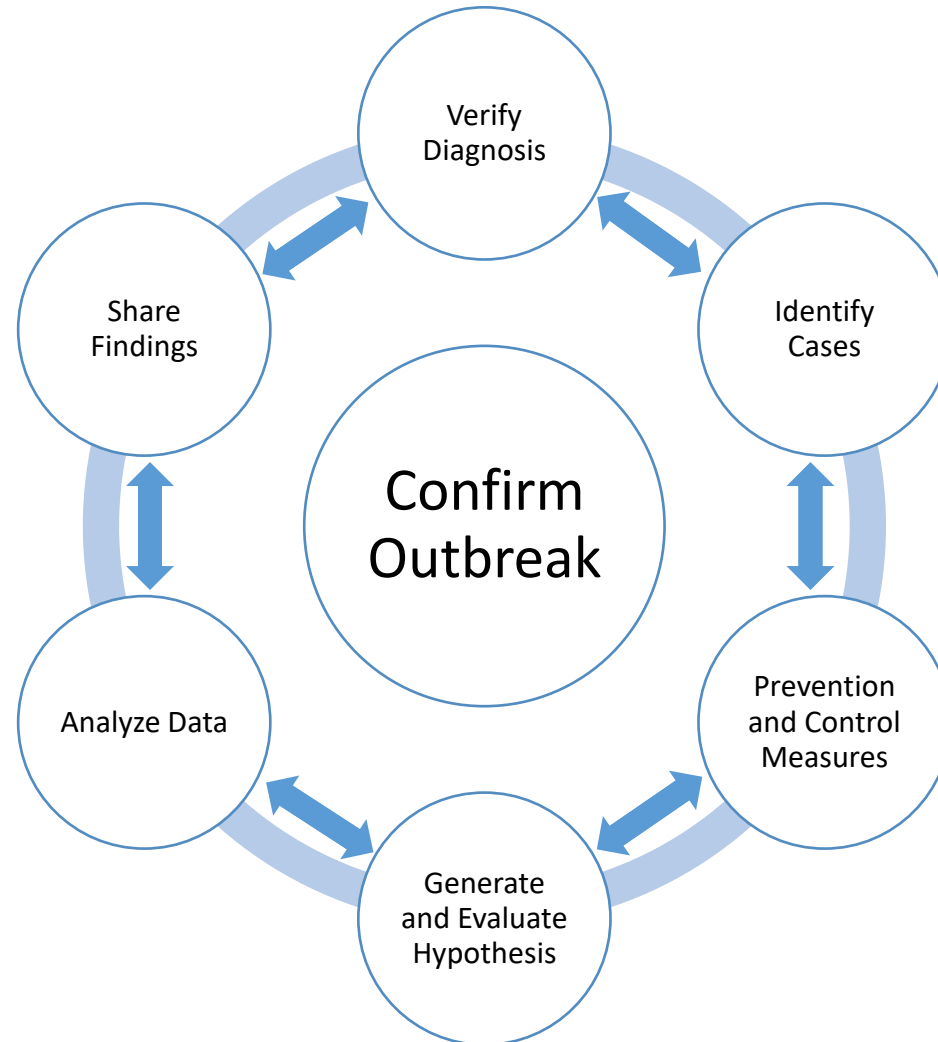 Verify
Diagnosis
Identify
Cases
Prevention
and Control
Measures
Generate
and Evaluate
Hypothesis
Analyze Data
Share
Findings
Confirm
Outbreak